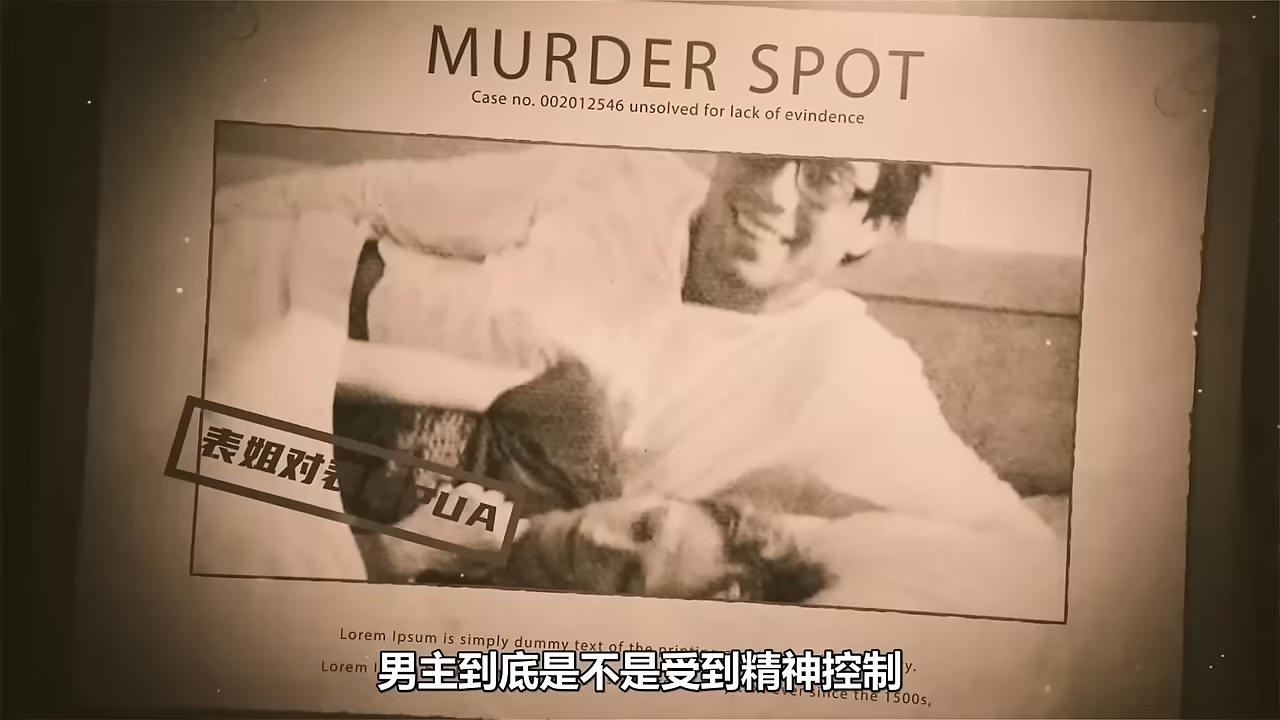 MURDER SPOT
Case no. 002012546 unsolved for lack of evindence
表姐对表 PUA
Lorem Ipsum is simply dummy text of the
Lorem
ever since the 1500s,
男主到底是不是受到精神控制